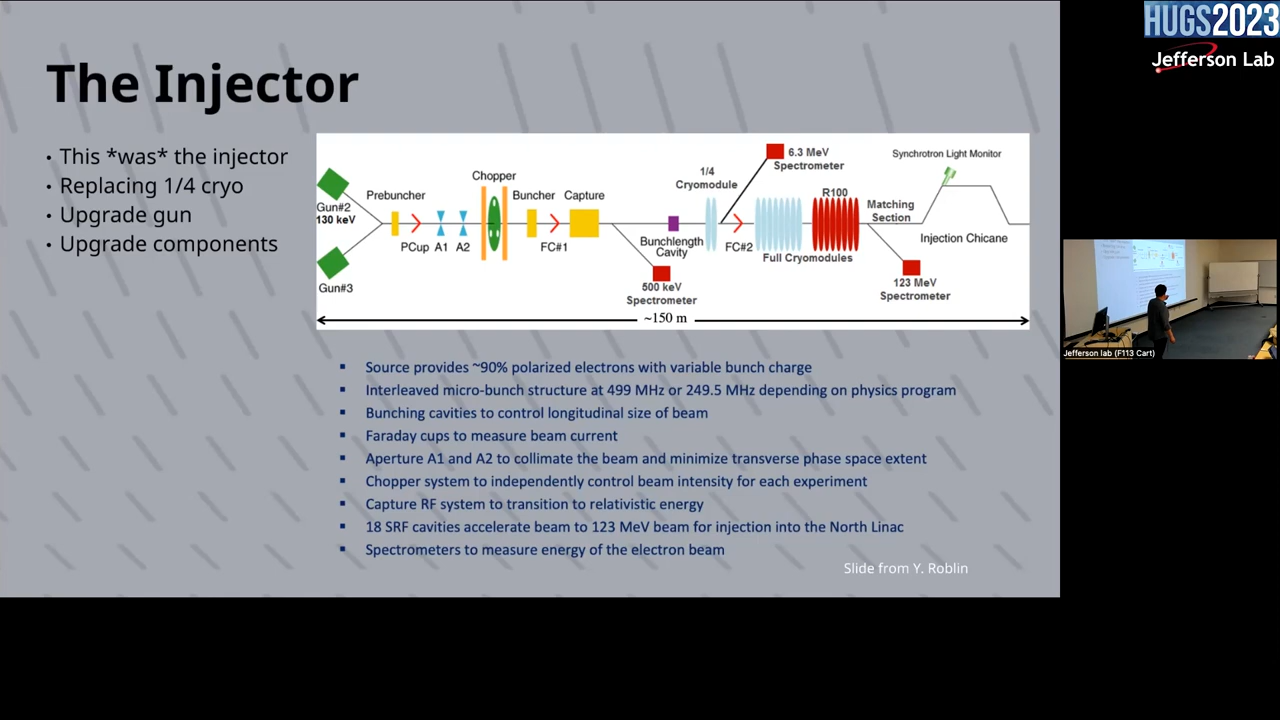 The Injector
• This *was* the injector
• Replacing 1/4 cryo
• Upgrade gun
• Upgrade components
Gun#2
130 keV
Gun#3
Prebuncher
PCup
A1
A2
Chopper
Buncher
FC#1
Capture
500 keV
Spectrometer
Bunchlength
Cavity
1/4
Cryomodule
FC#2
6.3 MeV
Spectrometer
Full Cryomodules
R100
Matching
Section
123 MeV
Spectrometer
Synchrotron Light Monitor
Injection Chicane
~150 m
▪ Source provides ~90% polarized electrons with variable bunch charge
▪ Interleaved micro-bunch structure at 499 MHz or 249.5 MHz depending on physics program
▪ Bunching cavities to control longitudinal size of beam
▪ Faraday cups to measure beam current
▪ Aperture A1 and A2 to collimate the beam and minimize transverse phase space extent
▪ Chopper system to independently control beam intensity for each experiment
▪ Capture RF system to transition to relativistic energy
▪ 18 SRF cavities accelerate beam to 123 MeV beam for injection into the North Linac
▪ Spectrometers to measure energy of the electron beam
Slide from Y. Roblin
HUGS2023
Jefferson Lab
Jefferson lab (F113 Cart)